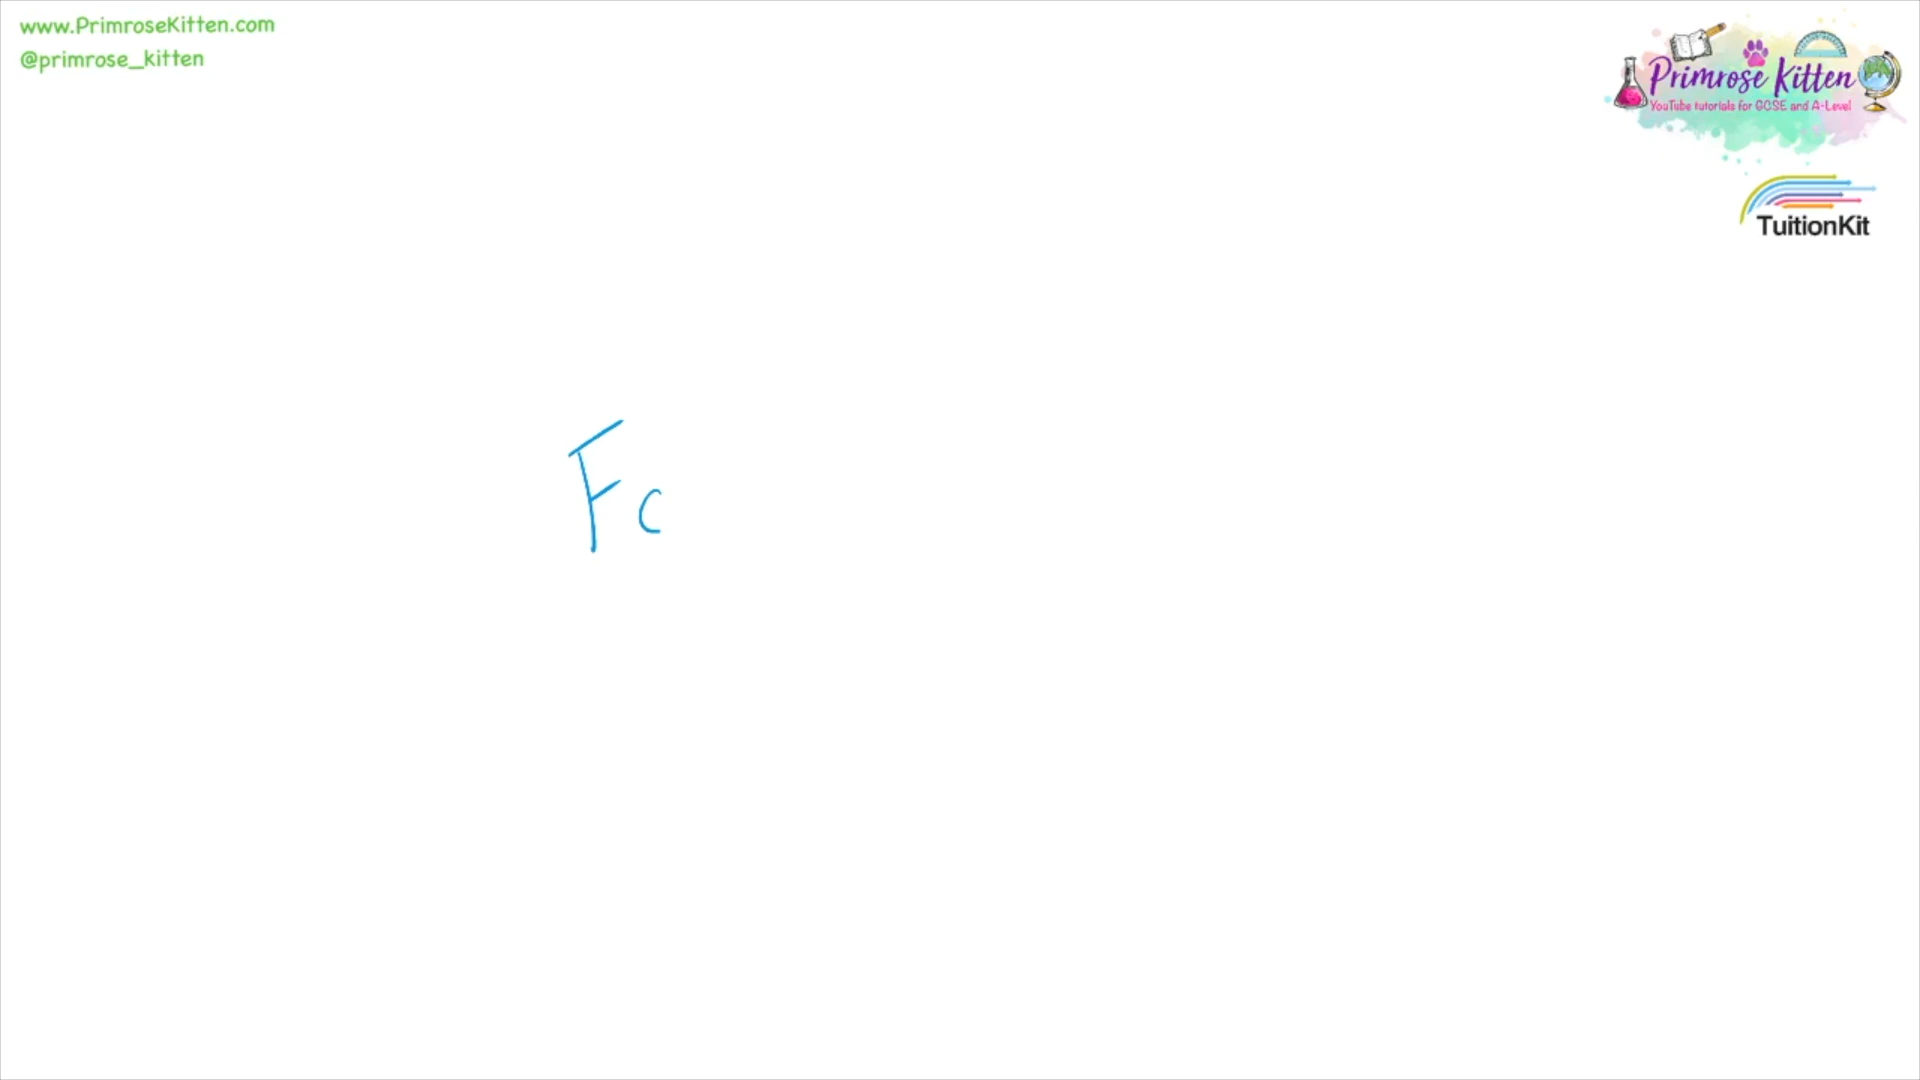 www.PrimroseKitten.com
@primrose_kitten
Primrose Kitten
YouTube tutorials for GCSE and A-Level
TuitionKit
Fc